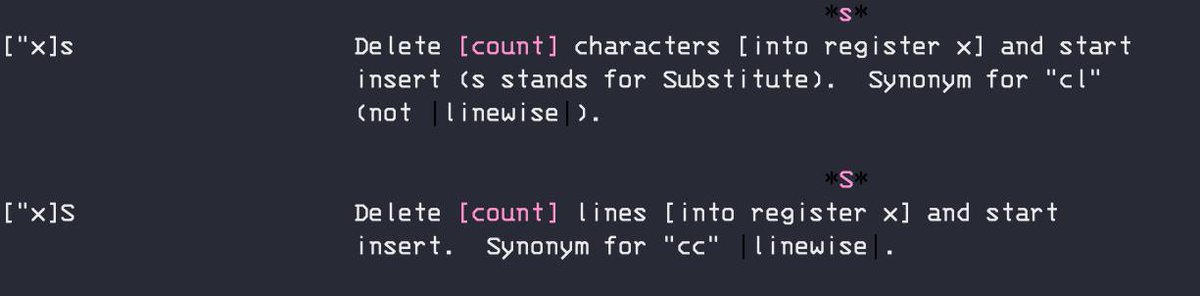 *s*
["x]s Delete [count] characters [into register x] and start
insert (s stands for Substitute). Synonym for "cl"
(not |linewise|).
*S*
["x]S Delete [count] lines [into register x] and start
insert. Synonym for "cc" |linewise|.